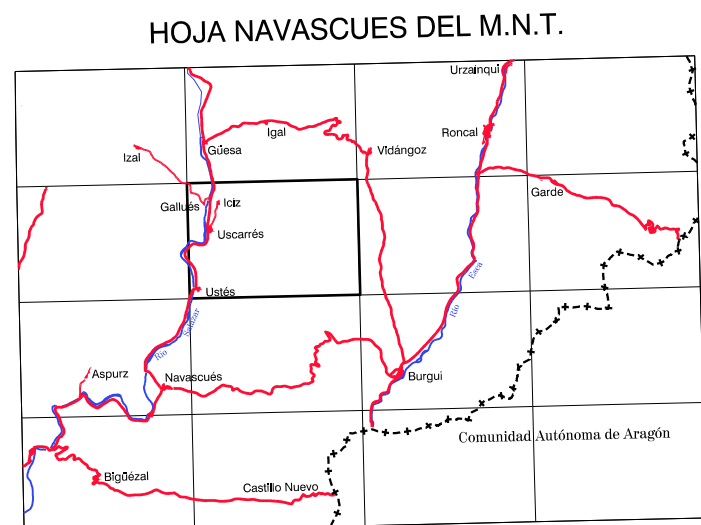 HOJA NAVASCUES DEL M.N.T.
Urzainqui
Igal
Roncal
Güesa
Vidángoz
Izal
Garde
Gallués
Iciz
Uscarrés
Esca
Ustés
Río
Salazar
Río
Aspurz
Navascués
Burgui
Comunidad Autónoma de Aragón
Bigüézal
Castillo Nuevo